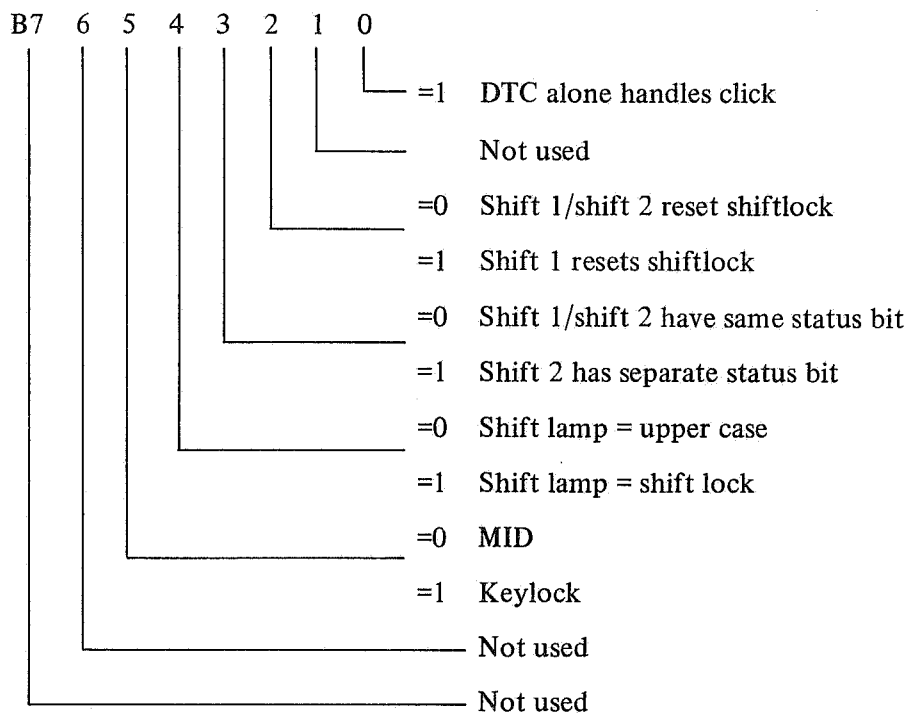 B7 6 5 4 3 2 1 0
=1 DTC alone handles click
Not used
=0 Shift 1/shift 2 reset shiftlock
=1 Shift 1 resets shiftlock
=0 Shift 1/shift 2 have same status bit
=1 Shift 2 has separate status bit
=0 Shift lamp = upper case
=1 Shift lamp = shift lock
=0 MID
=1 Keylock
Not used
Not used